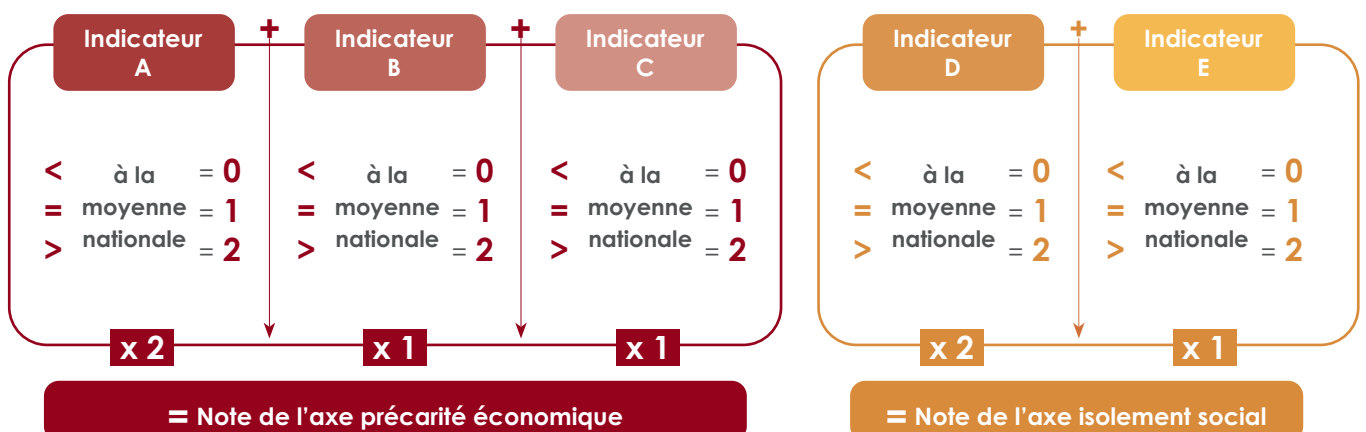 Indicateur
A
+
Indicateur
B
+
Indicateur
C
< à la = 0
= moyenne = 1
> nationale = 2
< à la = 0
= moyenne = 1
> nationale = 2
< à la = 0
= moyenne = 1
> nationale = 2
x 2
x 1
x 1
= Note de l’axe précarité économique
Indicateur
D
+
Indicateur
E
< à la = 0
= moyenne = 1
> nationale = 2
< à la = 0
= moyenne = 1
> nationale = 2
x 2
x 1
= Note de l’axe isolement social